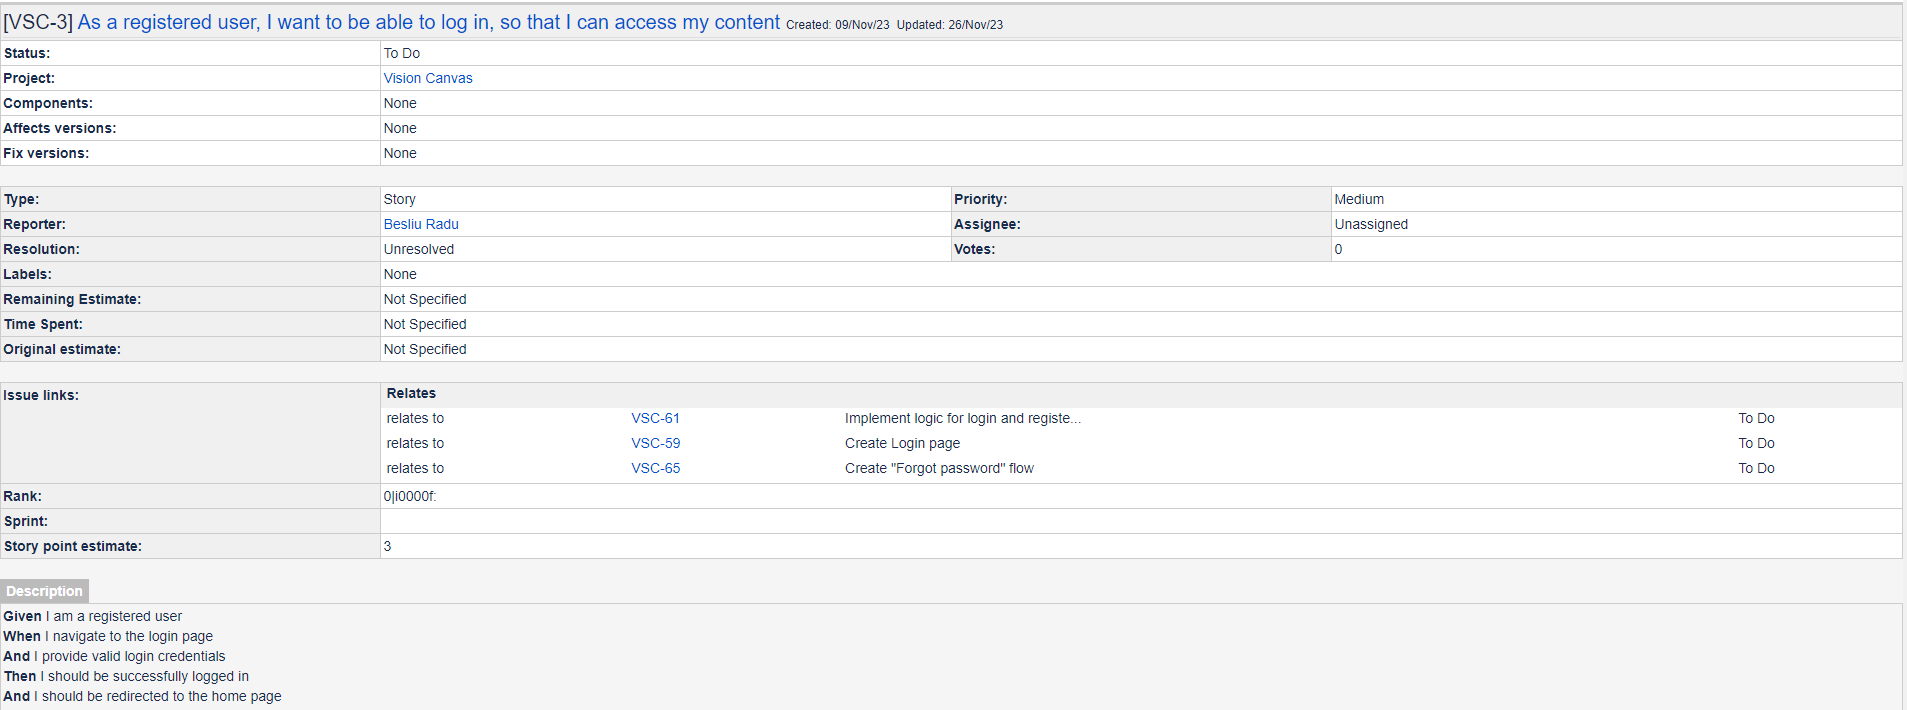 [VSC-3] As a registered user, I want to be able to log in, so that I can access my content Created: 09/Nov/23 Updated: 26/Nov/23
Status: To Do
Project: Vision Canvas
Components: None
Affects versions: None
Fix versions: None
Type: Story Priority: Medium
Reporter: Besliu Radu Assignee: Unassigned
Resolution: Unresolved Votes: 0
Labels: None
Remaining Estimate: Not Specified
Time Spent: Not Specified
Original estimate: Not Specified
Issue links: Relates
relates to VSC-61 Implement logic for login and registe... To Do
relates to VSC-59 Create Login page To Do
relates to VSC-65 Create "Forgot password" flow To Do
Rank: 0|i0000f:
Sprint:
Story point estimate: 3
Description
Given I am a registered user
When I navigate to the login page
And I provide valid login credentials
Then I should be successfully logged in
And I should be redirected to the home page